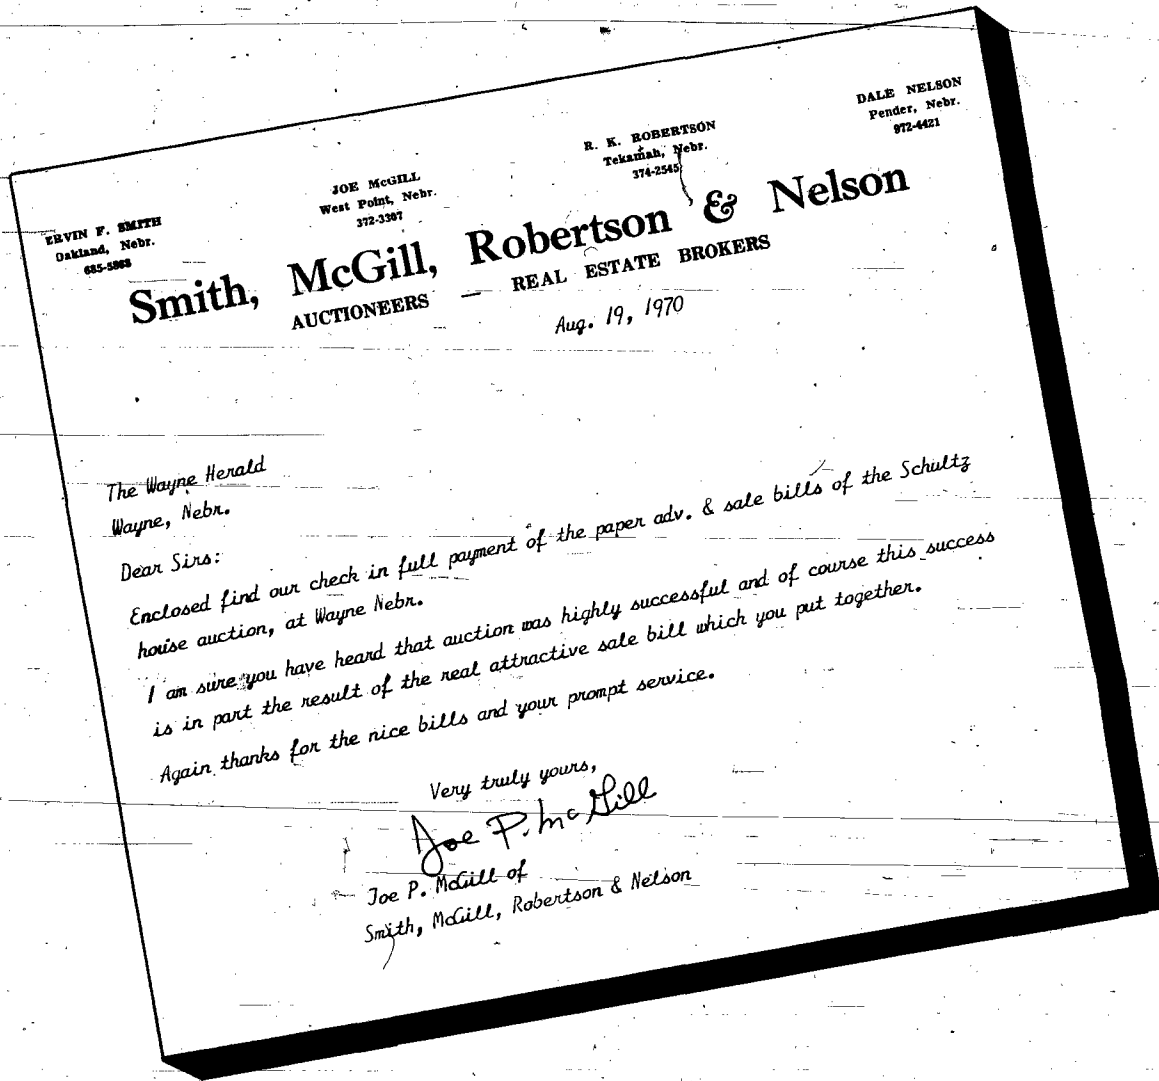 ERVIN F. SMITH
Oakland, Nebr.
685-5868
JOE McGILL
West Point, Nebr.
372-3307
R. K. ROBERTSON
Tekamah, Nebr.
374-2545
DALE NELSON
Pender, Nebr.
972-4421
Smith, McGill, Robertson & Nelson
AUCTIONEERS — REAL ESTATE BROKERS
Aug. 19, 1970
The Wayne Herald
Wayne, Nebr.
Dear Sirs:
Enclosed find our check in full payment of the paper adv. & sale bills of the Schultz
house auction, at Wayne Nebr.
I am sure you have heard that auction was highly successful and of course this success
is in part the result of the real attractive sale bill which you put together.
Again thanks for the nice bills and your prompt service.
Very truly yours,
Joe P. McGill
Joe P. McGill of
Smith, McGill, Robertson & Nelson